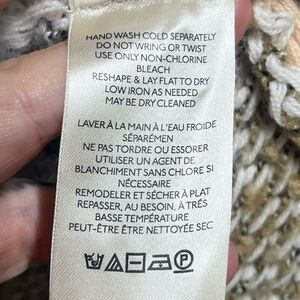 HAND WASH COLD SEPARATELY
DO NOT WRING OR TWIST
USE ONLY NON-CHLORINE
BLEACH
RESHAPE & LAY FLAT TO DRY
LOW IRON AS NEEDED
MAY BE DRY CLEANED
LAVER À LA MAIN À L'EAU FROIDE
SÉPARÉMEN
NE PAS TORDRE OU ESSORER
UTILISER UN AGENT DE
BLANCHIMENT SANS CHLORE SI
NÉCESSAIRE
REMODELER ET SÉCHER À PLAT
REPASSER, AU BESOIN, À TRÉS
BASSE TEMPÉRATURE
PEUT-ÊTRE ÊTRE NETTOYÉE SEC
P